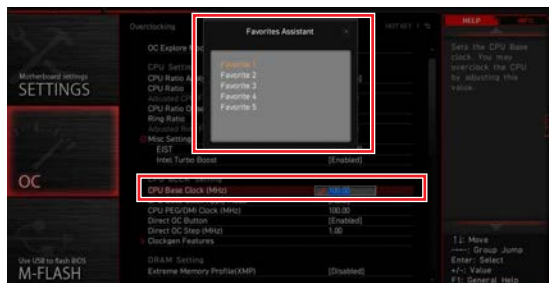 Overclocking
Favorites Assistant
HOT KEY
HELP
INFO
OC Explore
Favorite 1
Favorite 2
Favorite 3
Favorite 4
Favorite 5
CPU
CPU Ratio
CPU Ratio
CPU Ratio
Ring Ratio
Misc Setting
EIST
Intel Turbo Boost [Enabled]
CPU Base Clock (MHz) 100.00
CPU PEG/DMI Clock (MHz) 100.00
Direct OC Button [Enabled]
Direct OC Step (MHz) 1.00
Clockgen Features
DRAM Setting
Extreme Memory Profile(XMP) [Disabled]
Motherboard settings
SETTINGS
OC
Use USB to flash BIOS
M-FLASH
Sets the CPU Base
clock. You may
overclock the CPU
by adjusting this
value.
↑↓: Move
Group Jump
Enter: Select
+/-: Value
F1: General Help